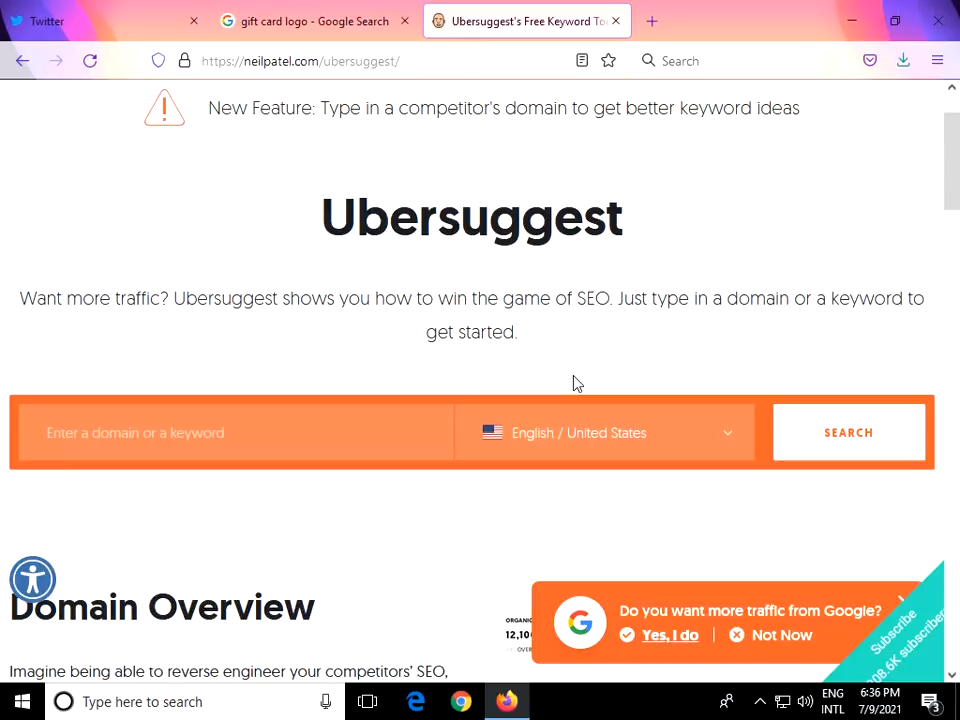 Twitter
gift card logo - Google Search
Ubersuggest's Free Keyword To
https://neilpatel.com/ubersuggest/
Search
New Feature: Type in a competitor's domain to get better keyword ideas
Ubersuggest
Want more traffic? Ubersuggest shows you how to win the game of SEO. Just type in a domain or a keyword to
get started.
Enter a domain or a keyword
English / United States
SEARCH
Domain Overview
Imagine being able to reverse engineer your competitors' SEO,
ORGANIC
12,10
OVER
Do you want more traffic from Google?
Yes, I do
Not Now
Subscribe
908.6K subscribers
Type here to search
ENG
INTL
6:36 PM
7/9/2021
3